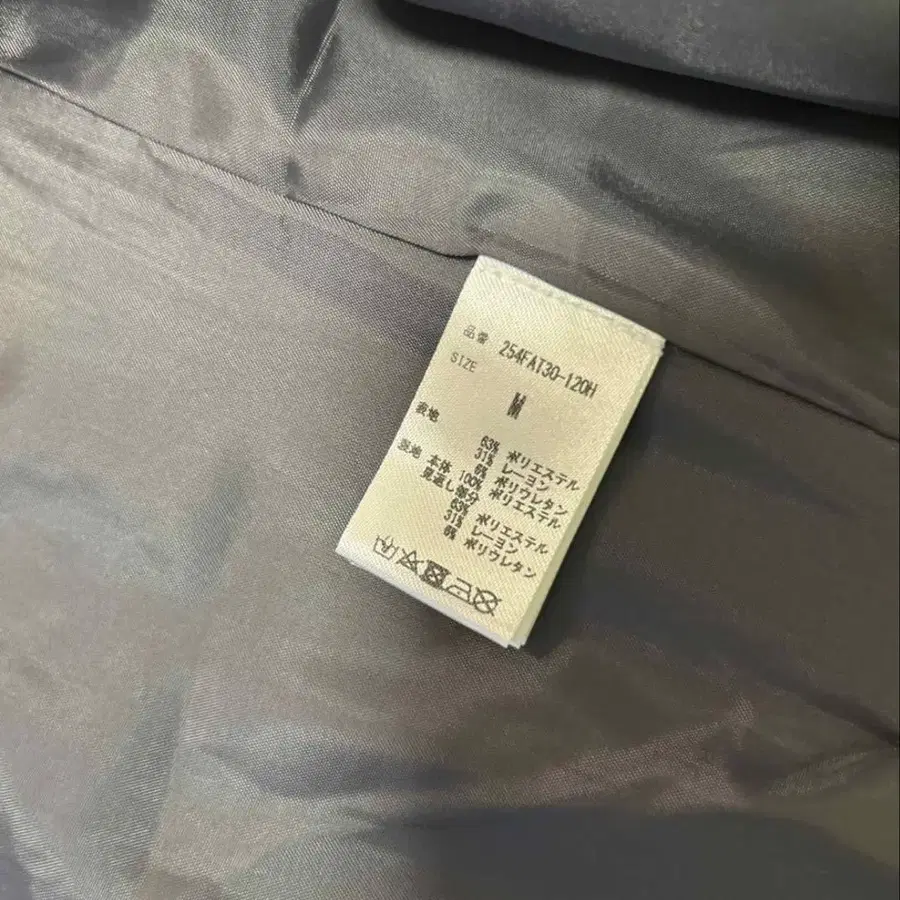 品番 254FAT30-120H
SIZE M
表地 63% ポリエステル
31% レーヨン
6% ポリウレタン
裏地 本体 100% ポリエステル
見返し部分
63% ポリエステル
31% レーヨン
6% ポリウレタン